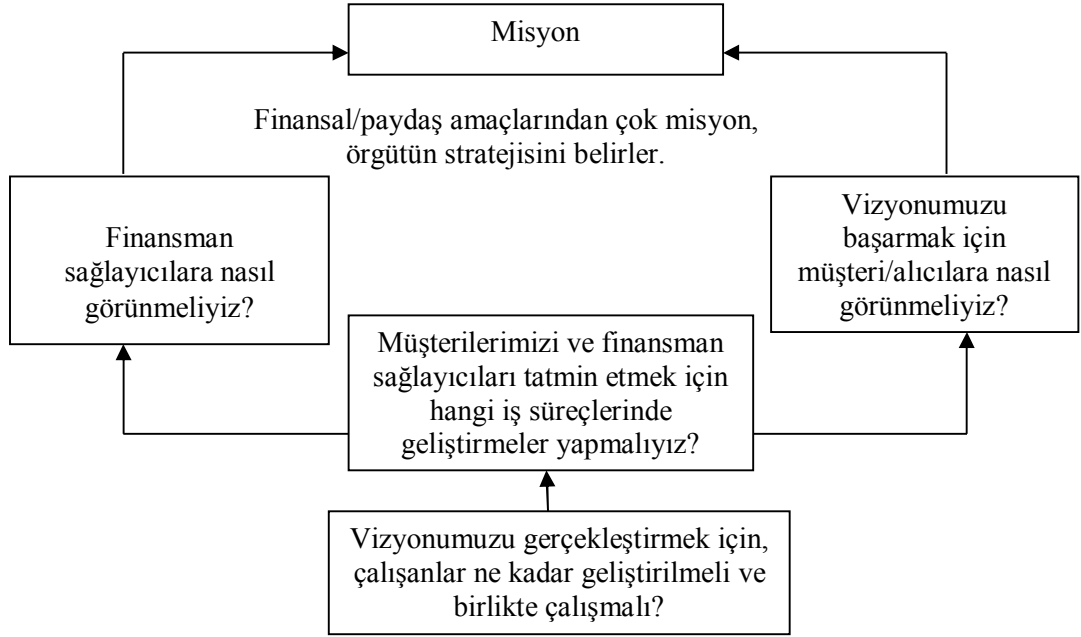 Misyon
Finansal/paydaş amaçlarından çok misyon,
örgütün stratejisini belirler.
Finansman
sağlayıcılara nasıl
görünmeliyiz?
Vizyonumuzu
başarmak için
müşteri/alıcılara nasıl
görünmeliyiz?
Müşterilerimizi ve finansman
sağlayıcıları tatmin etmek için
hangi iş süreçlerinde
geliştirmeler yapmalıyız?
Vizyonumuzu gerçekleştirmek için,
çalışanlar ne kadar geliştirilmeli ve
birlikte çalışmalı?